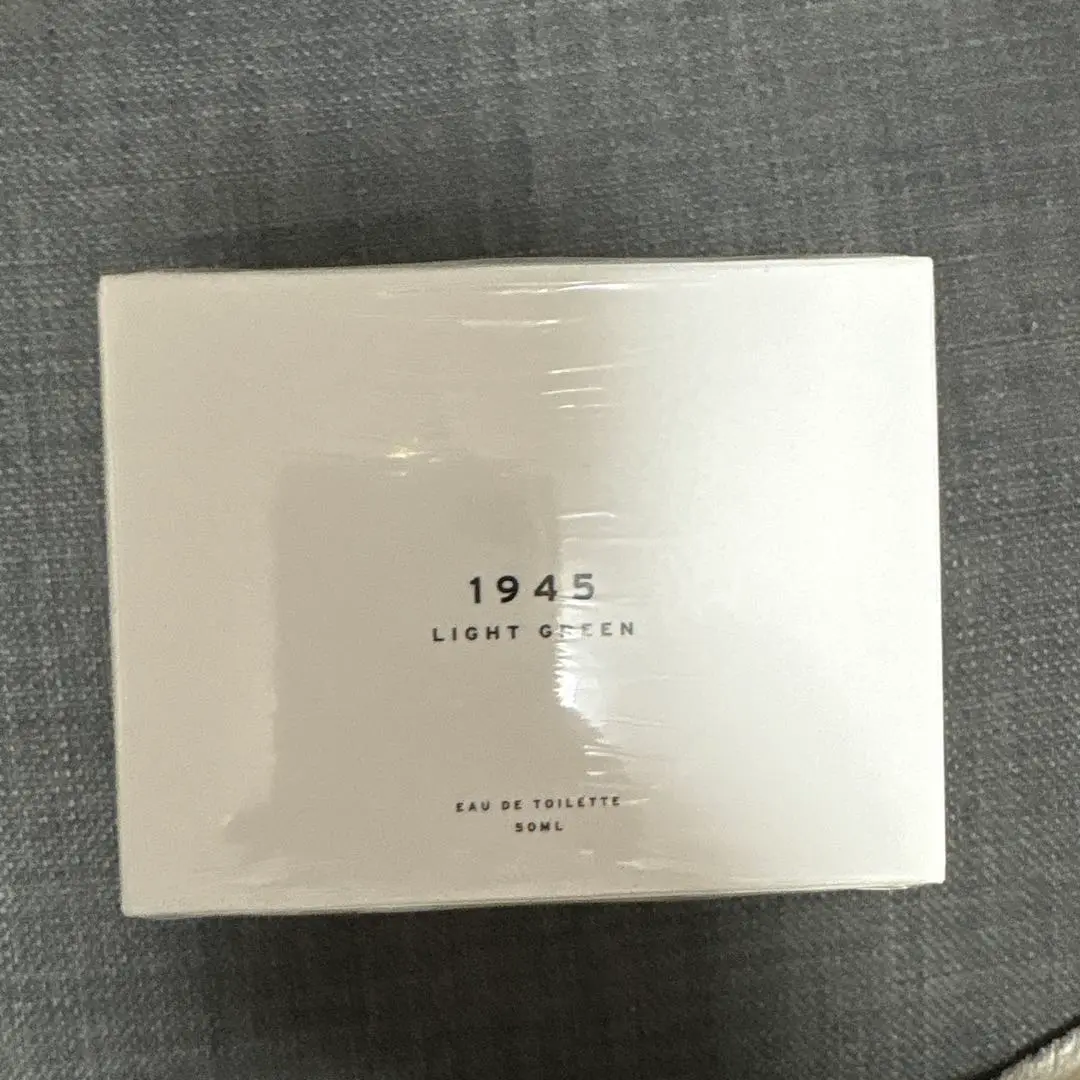 1945
LIGHT GREEN
EAU DE TOILETTE
50ML